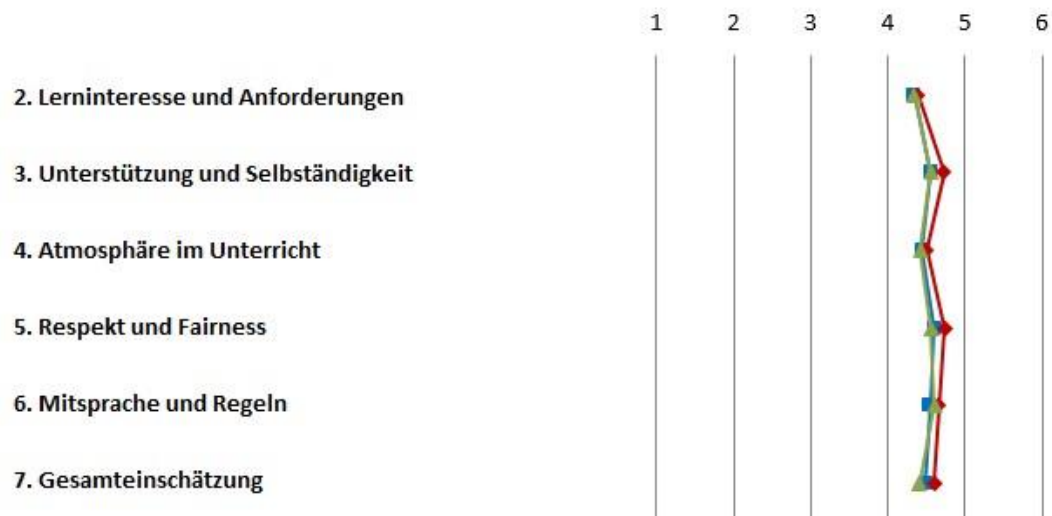 1 2 3 4 5 6
2. Lerninteresse und Anforderungen
3. Unterstützung und Selbständigkeit
4. Atmosphäre im Unterricht
5. Respekt und Fairness
6. Mitsprache und Regeln
7. Gesamteinschätzung